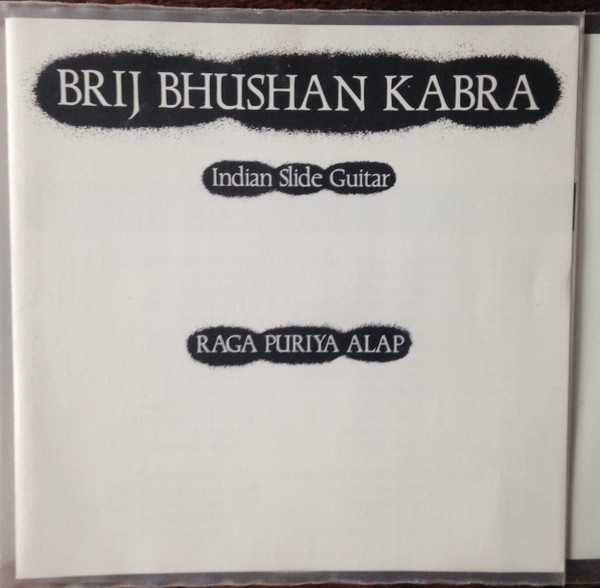 BRIJ BHUSHAN KABRA
Indian Slide Guitar
RAGA PURIYA ALAP